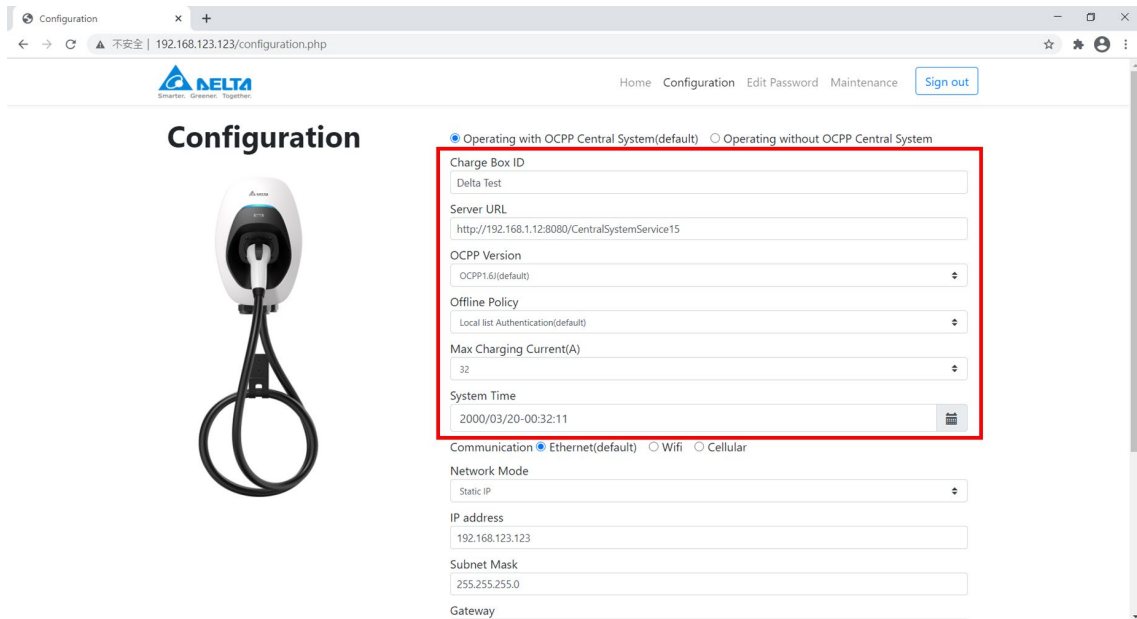 Configuration
不安全 | 192.168.123.123/configuration.php
DELTA
Smarter. Greener. Together.
Home Configuration Edit Password Maintenance Sign out
Configuration
Operating with OCPP Central System(default) Operating without OCPP Central System
Charge Box ID
Delta Test
Server URL
http://192.168.1.12:8080/CentralSystemService15
OCPP Version
OCPP1.6J(default)
Offline Policy
Local list Authentication(default)
Max Charging Current(A)
32
System Time
2000/03/20-00:32:11
Communication Ethernet(default) Wifi Cellular
Network Mode
Static IP
IP address
192.168.123.123
Subnet Mask
255.255.255.0
Gateway